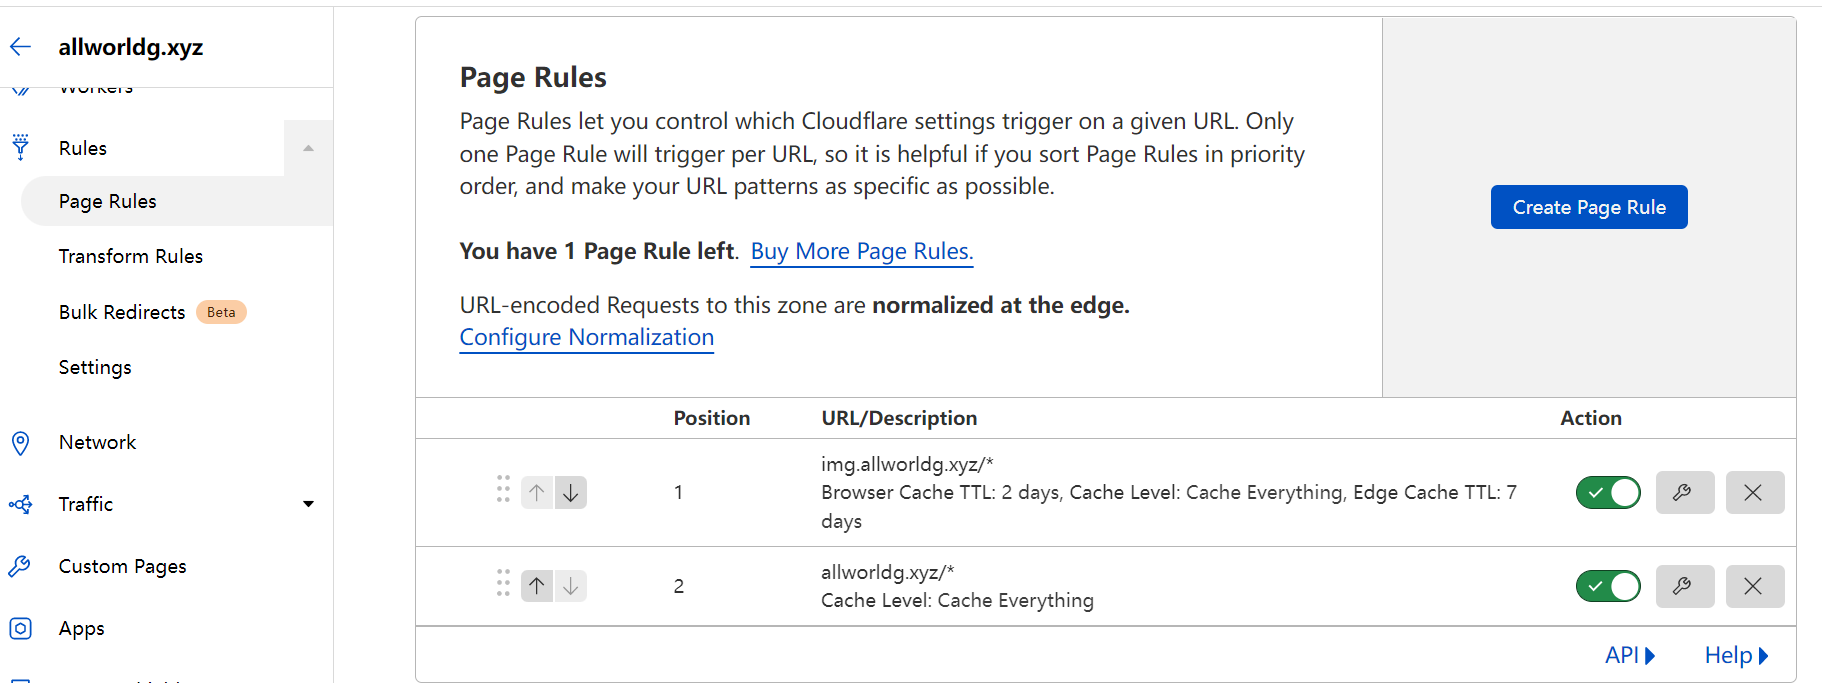 allworldg.xyz
Workers
Rules
Page Rules
Transform Rules
Bulk Redirects Beta
Settings
Network
Traffic
Custom Pages
Apps
Page Rules
Page Rules let you control which Cloudflare settings trigger on a given URL. Only
one Page Rule will trigger per URL, so it is helpful if you sort Page Rules in priority
order, and make your URL patterns as specific as possible.
You have 1 Page Rule left. Buy More Page Rules.
URL-encoded Requests to this zone are normalized at the edge.
Configure Normalization
Create Page Rule
Position URL/Description Action
1
img.allworldg.xyz/*
Browser Cache TTL: 2 days, Cache Level: Cache Everything, Edge Cache TTL: 7
days
2
allworldg.xyz/*
Cache Level: Cache Everything
API Help